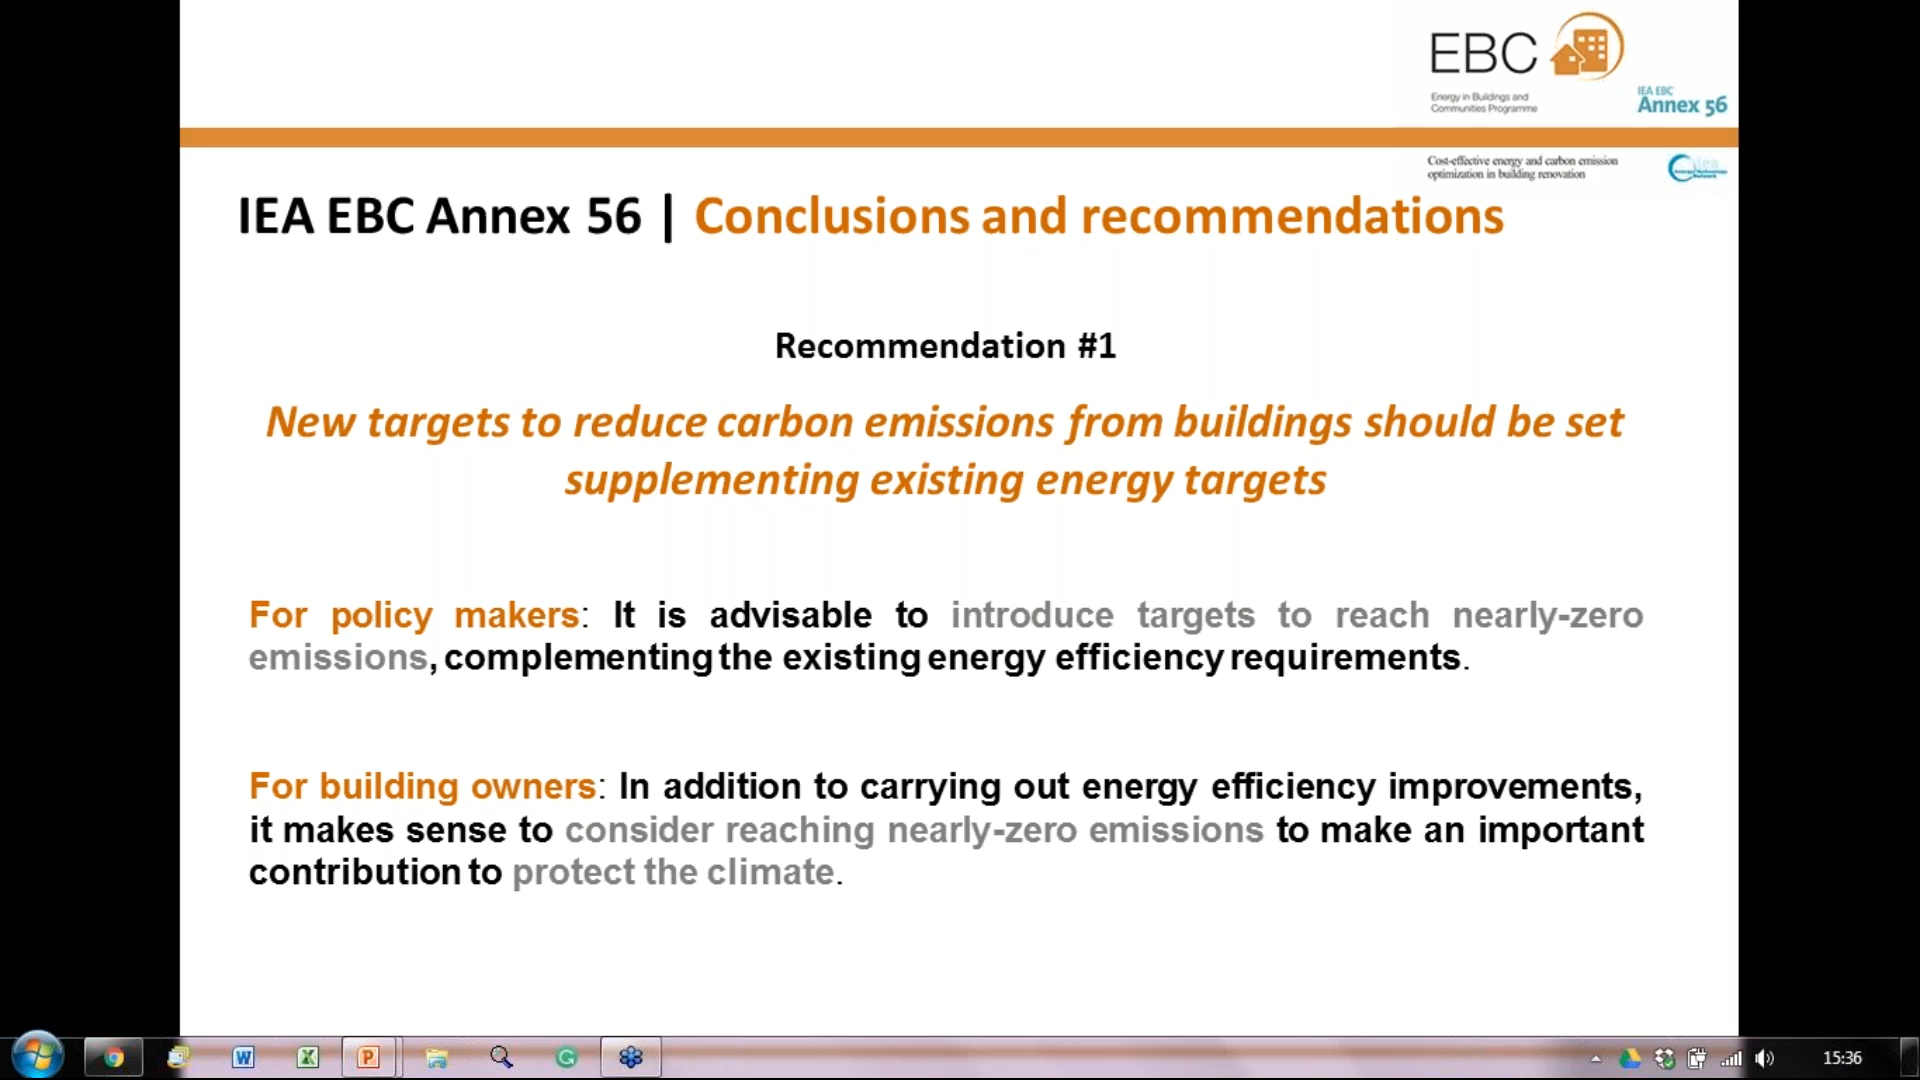 EBC
Energy in Buildings and
Communities Programme
IEA EBC
Annex 56
Cost-effective energy and carbon emission
optimization in building renovation
iea
IEA EBC Annex 56 | Conclusions and recommendations
Recommendation #1
New targets to reduce carbon emissions from buildings should be set
supplementing existing energy targets
For policy makers: It is advisable to introduce targets to reach nearly-zero
emissions, complementing the existing energy efficiency requirements.
For building owners: In addition to carrying out energy efficiency improvements,
it makes sense to consider reaching nearly-zero emissions to make an important
contribution to protect the climate.
15:36